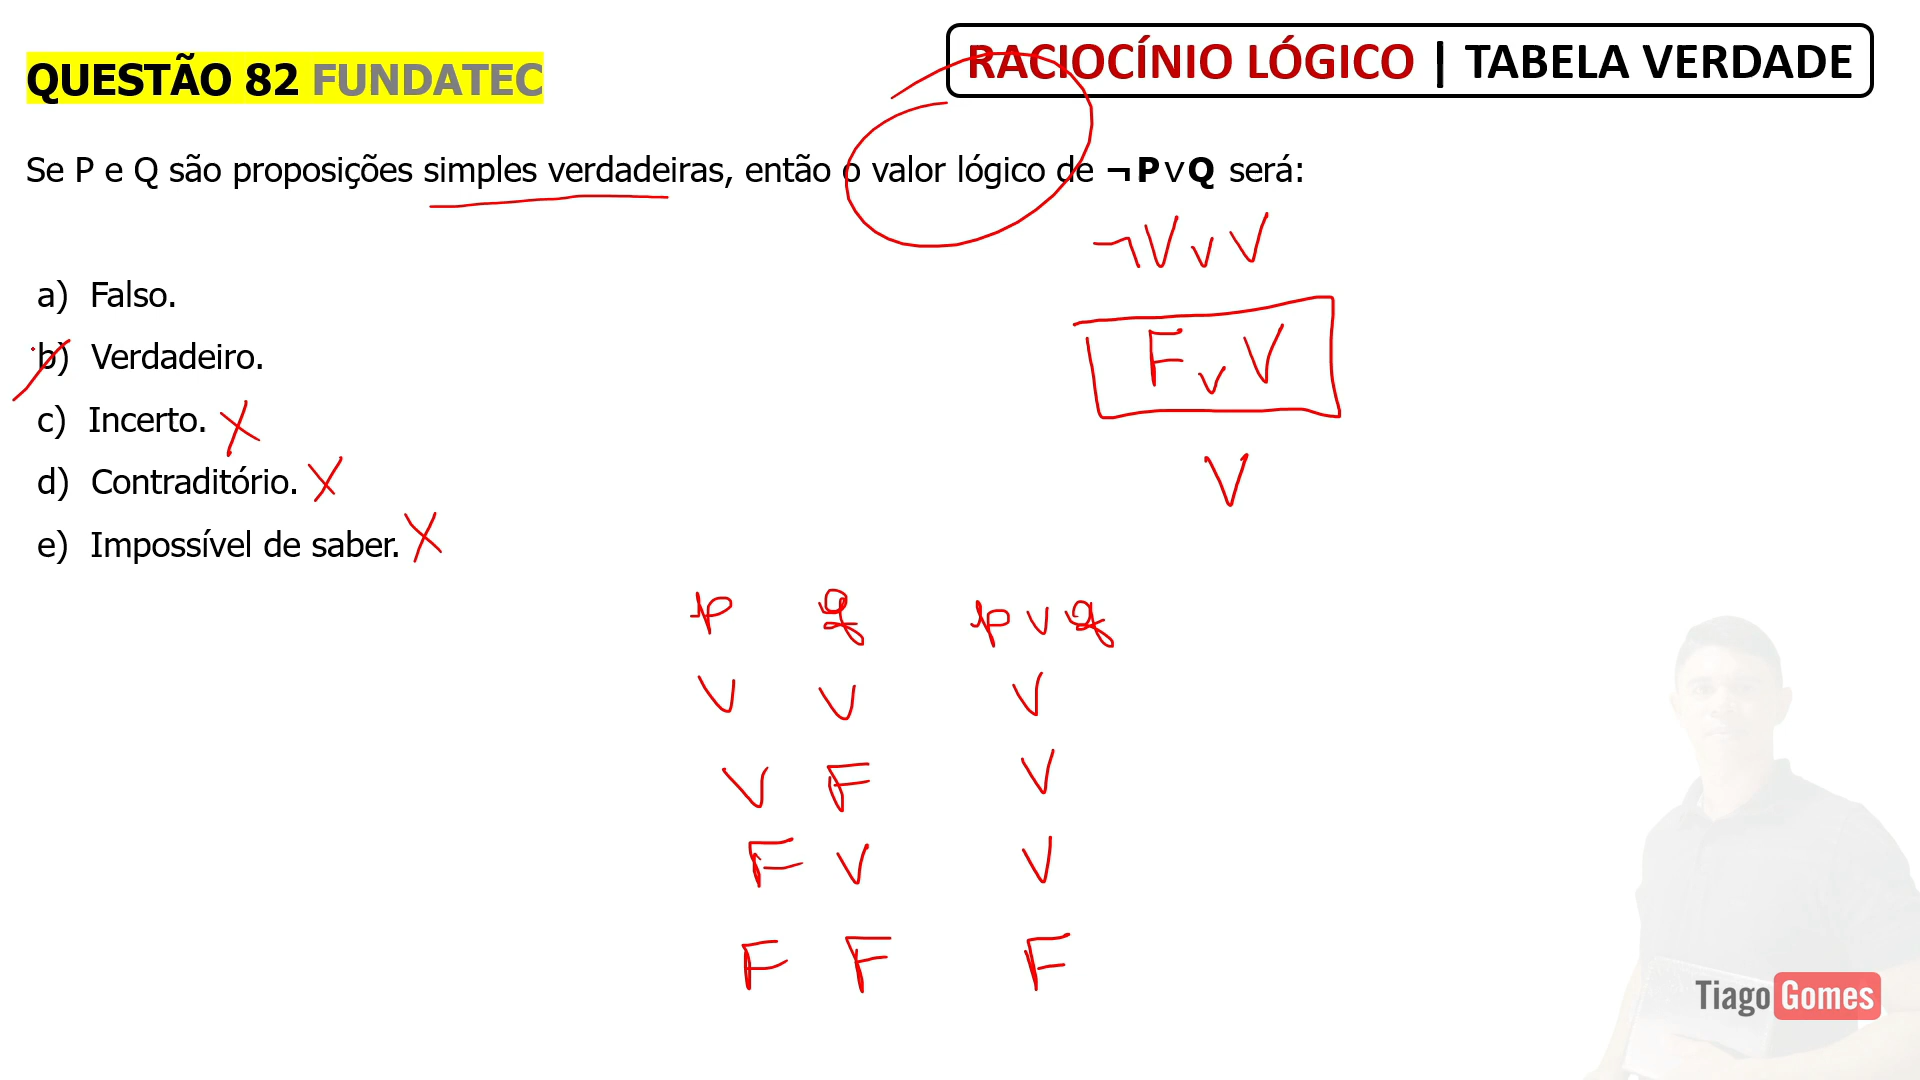 RACIOCÍNIO LÓGICO | TABELA VERDADE
QUESTÃO 82 FUNDATEC
Se P e Q são proposições simples verdadeiras, então o valor lógico de ¬P∨Q será:
¬V ∨ V
a) Falso.
F ∨ V
b) Verdadeiro.
c) Incerto. X
V
d) Contraditório. X
e) Impossível de saber. X
p q p ∨ q
V V V
V F V
F V V
F F F
Tiago Gomes